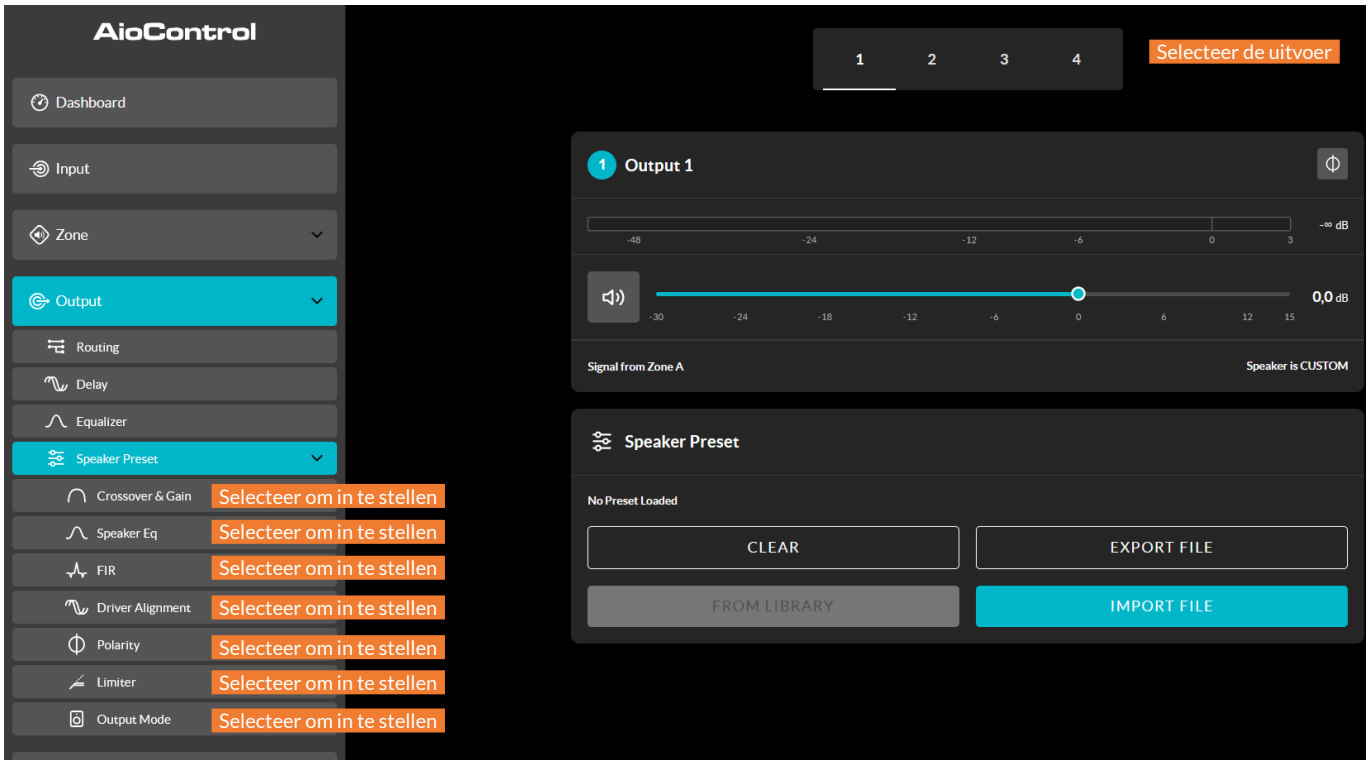 AioControl
Dashboard
Input
Zone
Output
Routing
Delay
Equalizer
Speaker Preset
Crossover & Gain Selecteer om in te stellen
Speaker Eq Selecteer om in te stellen
FIR Selecteer om in te stellen
Driver Alignment Selecteer om in te stellen
Polarity Selecteer om in te stellen
Limiter Selecteer om in te stellen
Output Mode Selecteer om in te stellen
1 2 3 4 Selecteer de uitvoer
1 Output 1
-∞ dB
-48 -24 -12 -6 0 3
0,0 dB
-30 -24 -18 -12 -6 0 6 12 15
Signal from Zone A Speaker is CUSTOM
Speaker Preset
No Preset Loaded
CLEAR EXPORT FILE
FROM LIBRARY IMPORT FILE